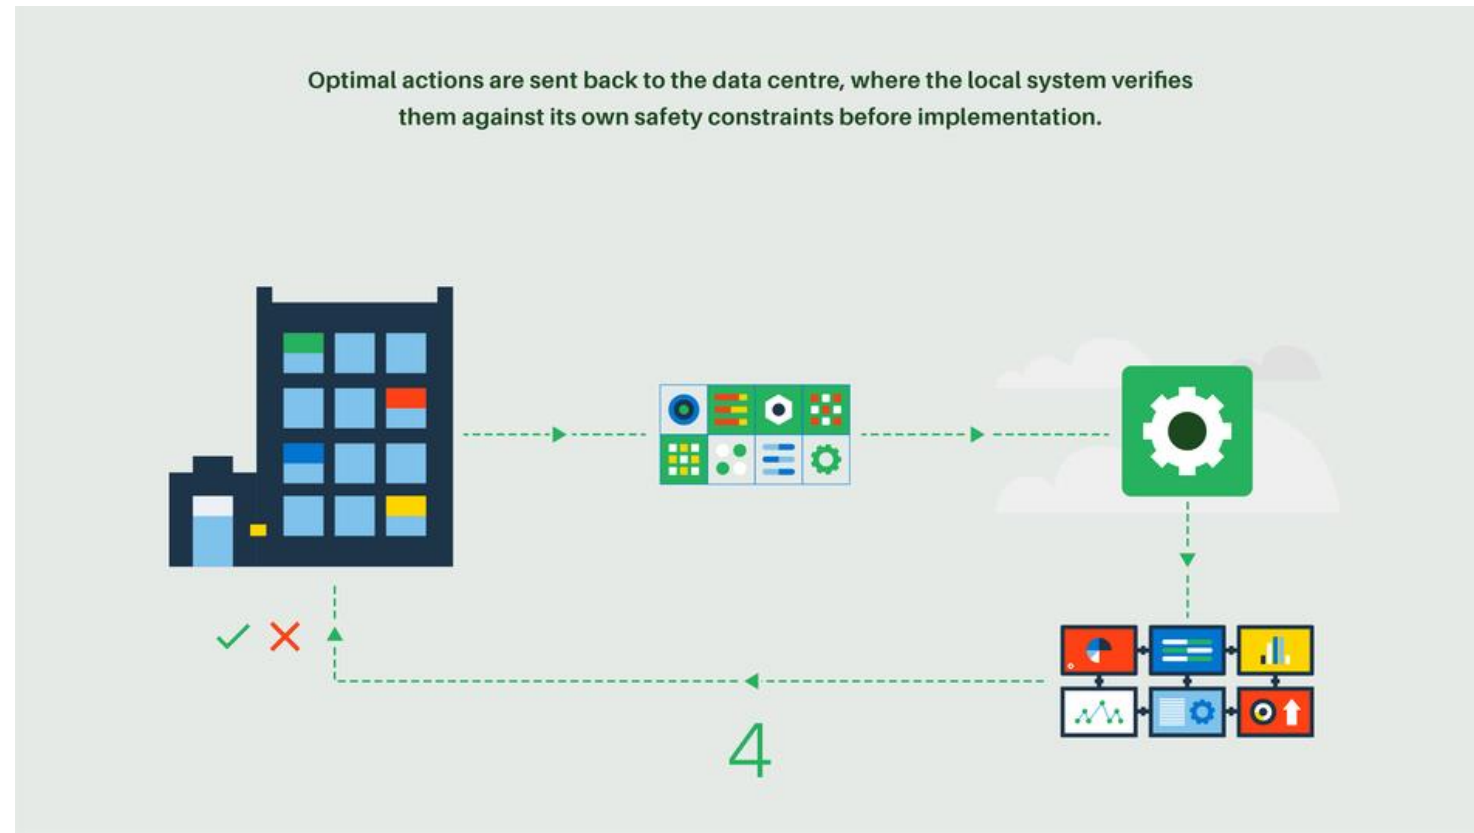 Optimal actions are sent back to the data centre, where the local system verifies
them against its own safety constraints before implementation.
4